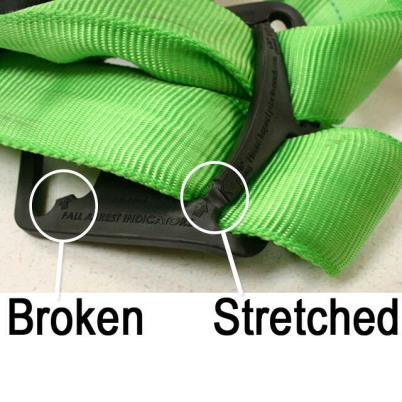 FALL ARREST INDICATOR
Broken
Stretched